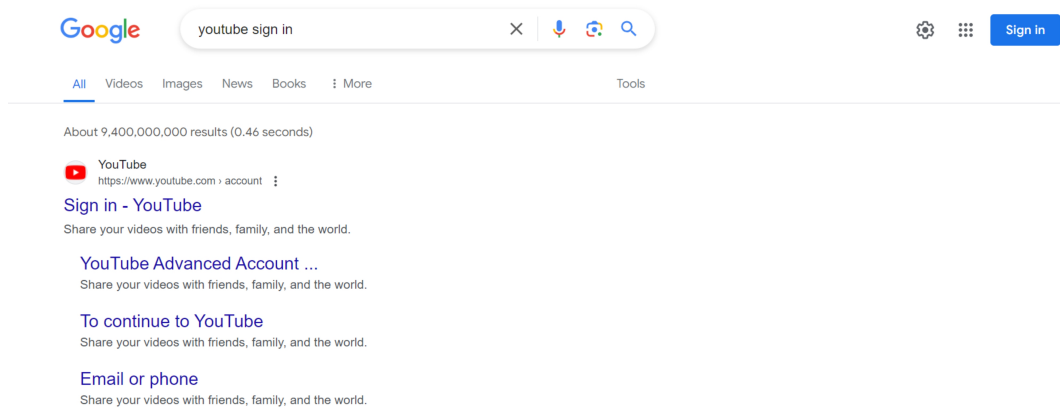 Google
youtube sign in
Sign in
All Videos Images News Books More Tools
About 9,400,000,000 results (0.46 seconds)
YouTube
https://www.youtube.com › account
Sign in - YouTube
Share your videos with friends, family, and the world.
YouTube Advanced Account ...
Share your videos with friends, family, and the world.
To continue to YouTube
Share your videos with friends, family, and the world.
Email or phone
Share your videos with friends, family, and the world.